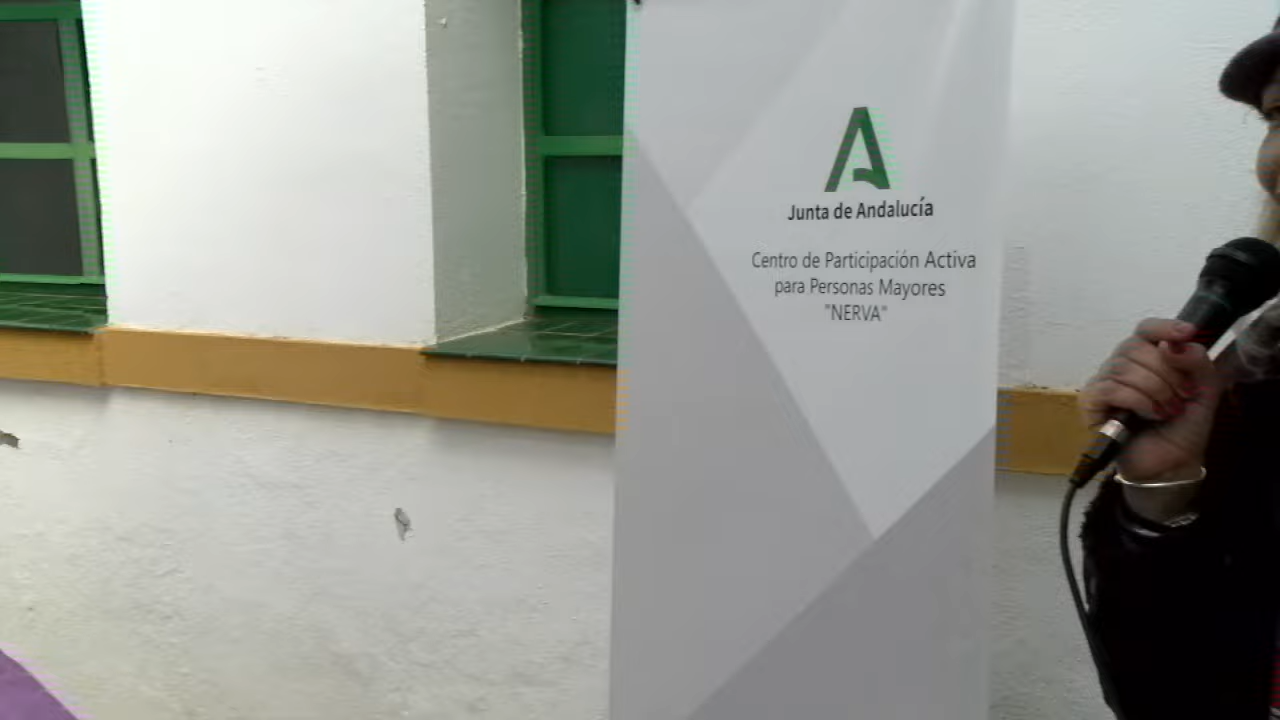 Junta de Andalucía
Centro de Participación Activa
para Personas Mayores
"NERVA"